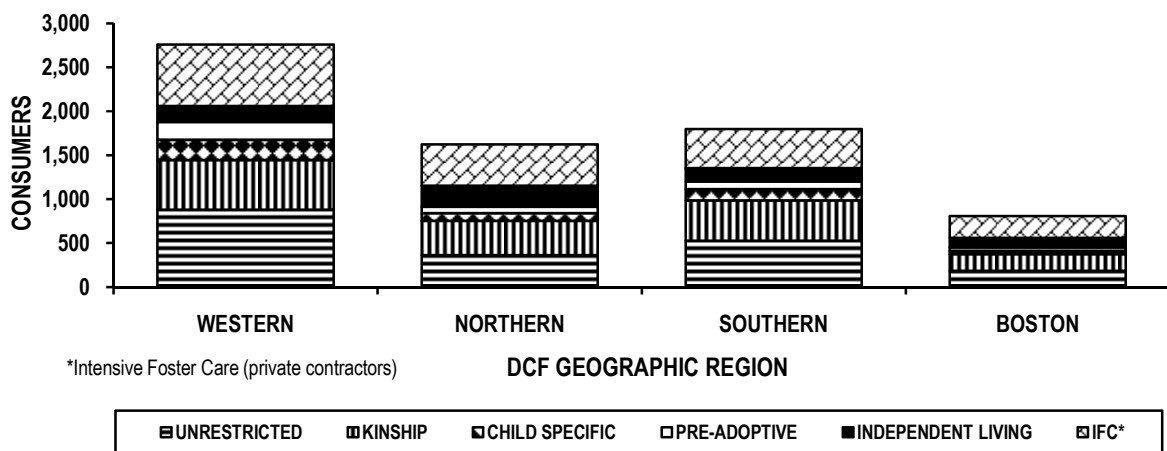 3,000
2,500
2,000
1,500
1,000
500
0
CONSUMERS
WESTERN NORTHERN SOUTHERN BOSTON
*Intensive Foster Care (private contractors) DCF GEOGRAPHIC REGION
UNRESTRICTED KINSHIP CHILD SPECIFIC PRE-ADOPTIVE INDEPENDENT LIVING IFC*